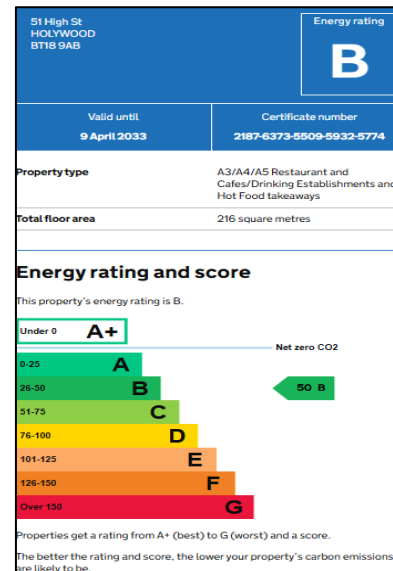 51 High St
HOLYWOOD
BT18 9AB
Energy rating
B
Valid until
9 April 2033
Certificate number
2187-6373-5509-5932-5774
Property type
A3/A4/A5 Restaurant and
Cafes/Drinking Establishments and
Hot Food takeaways
Total floor area
216 square metres
Energy rating and score
This property's energy rating is B.
Under 0 A+
Net zero CO2
0-25 A
26-50 B 50 B
51-75 C
76-100 D
101-125 E
126-150 F
Over 150 G
Properties get a rating from A+ (best) to G (worst) and a score.
The better the rating and score, the lower your property's carbon emissions
are likely to be.